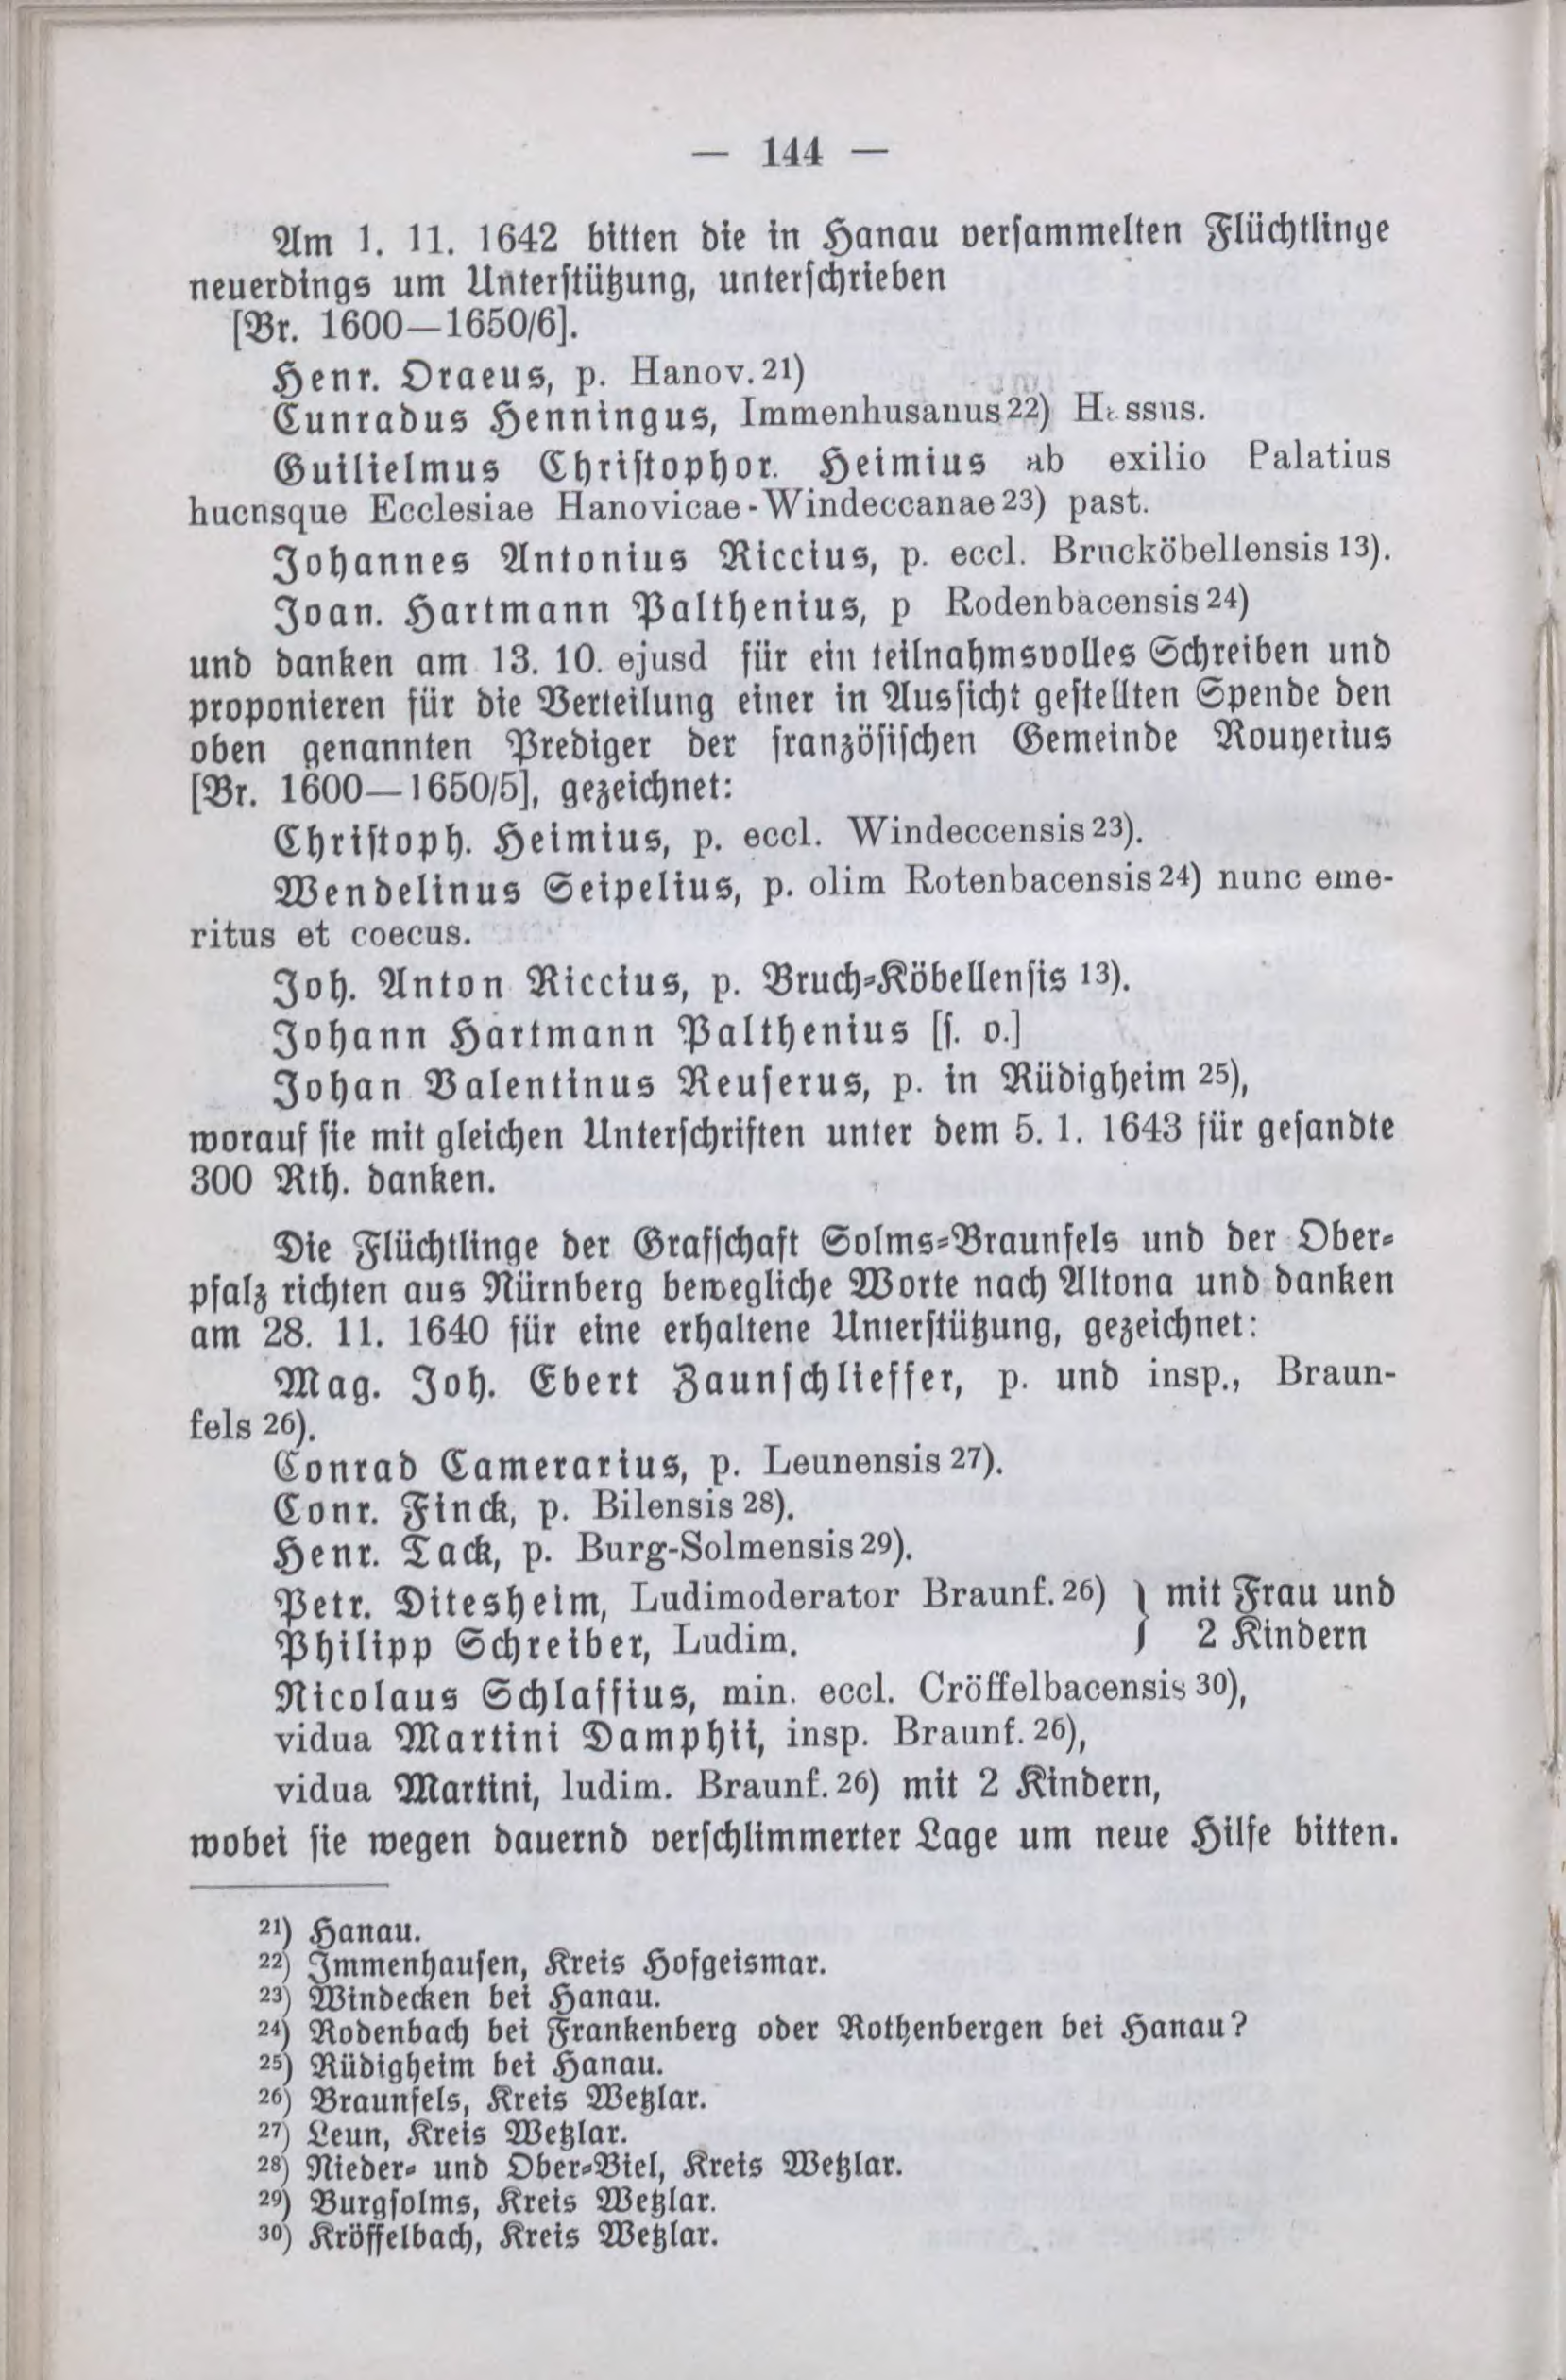 — 144 —
Am 1. 11. 1642 bitten die in Hanau versammelten Flüchtlinge
neuerdings um Unterstützung, unterschrieben
[Br. 1600—1650/6].
Henr. Oraeus, p. Hanov. 21)
Cunradus Henningus, Immenhusanus 22) Hessus.
Guilielmus Christophor. Heimius ab exilio Palatius
hucusque Ecclesiae Hanovicae-Windeccanae 23) past.
Johannes Antonius Riccius, p. eccl. Brucköbellensis 13).
Joan. Hartmann Palthenius, p Rodenbacensis 24)
und danken am 13. 10. ejusd für ein teilnahmsvolles Schreiben und
proponieren für die Verteilung einer in Aussicht gestellten Spende den
oben genannten Prediger der französischen Gemeinde Rouyerius
[Br. 1600—1650/5], gezeichnet:
Christoph. Heimius, p. eccl. Windeccensis 23).
Wendelinus Seipelius, p. olim Rotenbacensis 24) nunc eme-
ritus et coecus.
Joh. Anton Riccius, p. Bruch-Köbellensis 13).
Johann Hartmann Palthenius [s. o.]
Johan Valentinus Reuserus, p. in Rüdigheim 25),
worauf sie mit gleichen Unterschriften unter dem 5. 1. 1643 für gesandte
300 Rth. danken.
Die Flüchtlinge der Grafschaft Solms-Braunfels und der Ober-
pfalz richten aus Nürnberg bewegliche Worte nach Altona und danken
am 28. 11. 1640 für eine erhaltene Unterstützung, gezeichnet:
Mag. Joh. Ebert Zaunschlieffer, p. und insp., Braun-
fels 26).
Conrad Camerarius, p. Leunensis 27).
Conr. Finck, p. Bilensis 28).
Henr. Tack, p. Burg-Solmensis 29).
Petr. Ditesheim, Ludimoderator Braunf. 26) } mit Frau und
Philipp Schreiber, Ludim. } 2 Kindern
Nicolaus Schlaffius, min. eccl. Cröffelbacensis 30),
vidua Martini Damphii, insp. Braunf. 26),
vidua Martini, ludim. Braunf. 26) mit 2 Kindern,
wobei sie wegen dauernd verschlimmerter Lage um neue Hilfe bitten.
21) Hanau.
22) Immenhausen, Kreis Hofgeismar.
23) Windecken bei Hanau.
24) Rodenbach bei Frankenberg oder Rothenbergen bei Hanau?
25) Rüdigheim bei Hanau.
26) Braunfels, Kreis Wetzlar.
27) Leun, Kreis Wetzlar.
28) Nieder- und Ober-Biel, Kreis Wetzlar.
29) Burgsolms, Kreis Wetzlar.
30) Kröffelbach, Kreis Wetzlar.